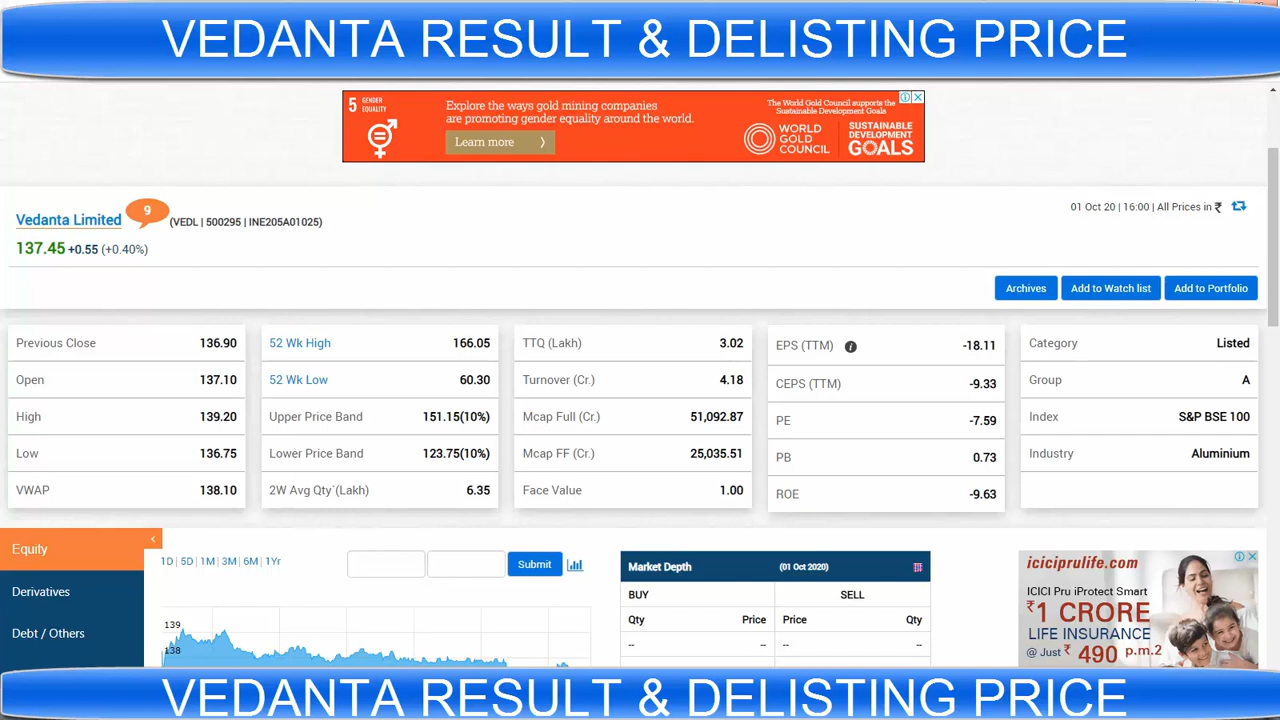 VEDANTA RESULT & DELISTING PRICE
5 GENDER EQUALITY
Explore the ways gold mining companies
are promoting gender equality around the world.
Learn more
The World Gold Council supports the
Sustainable Development Goals
WORLD GOLD COUNCIL
SUSTAINABLE DEVELOPMENT GOALS
Vedanta Limited 9 (VEDL | 500295 | INE205A01025)
01 Oct 20 | 16:00 | All Prices in ₹
137.45 +0.55 (+0.40%)
Archives Add to Watch list Add to Portfolio
Previous Close 136.90
Open 137.10
High 139.20
Low 136.75
VWAP 138.10
52 Wk High 166.05
52 Wk Low 60.30
Upper Price Band 151.15(10%)
Lower Price Band 123.75(10%)
2W Avg Qty`(Lakh) 6.35
TTQ (Lakh) 3.02
Turnover (Cr.) 4.18
Mcap Full (Cr.) 51,092.87
Mcap FF (Cr.) 25,035.51
Face Value 1.00
EPS (TTM) i -18.11
CEPS (TTM) -9.33
PE -7.59
PB 0.73
ROE -9.63
Category Listed
Group A
Index S&P BSE 100
Industry Aluminium
Equity
Derivatives
Debt / Others
1D | 5D | 1M | 3M | 6M | 1Yr
Submit
139
138
Market Depth (01 Oct 2020)
BUY SELL
Qty Price Price Qty
-- -- -- --
iciciprulife.com
ICICI Pru iProtect Smart
₹1 CRORE
LIFE INSURANCE
@ Just ₹ 490 p.m.2
VEDANTA RESULT & DELISTING PRICE